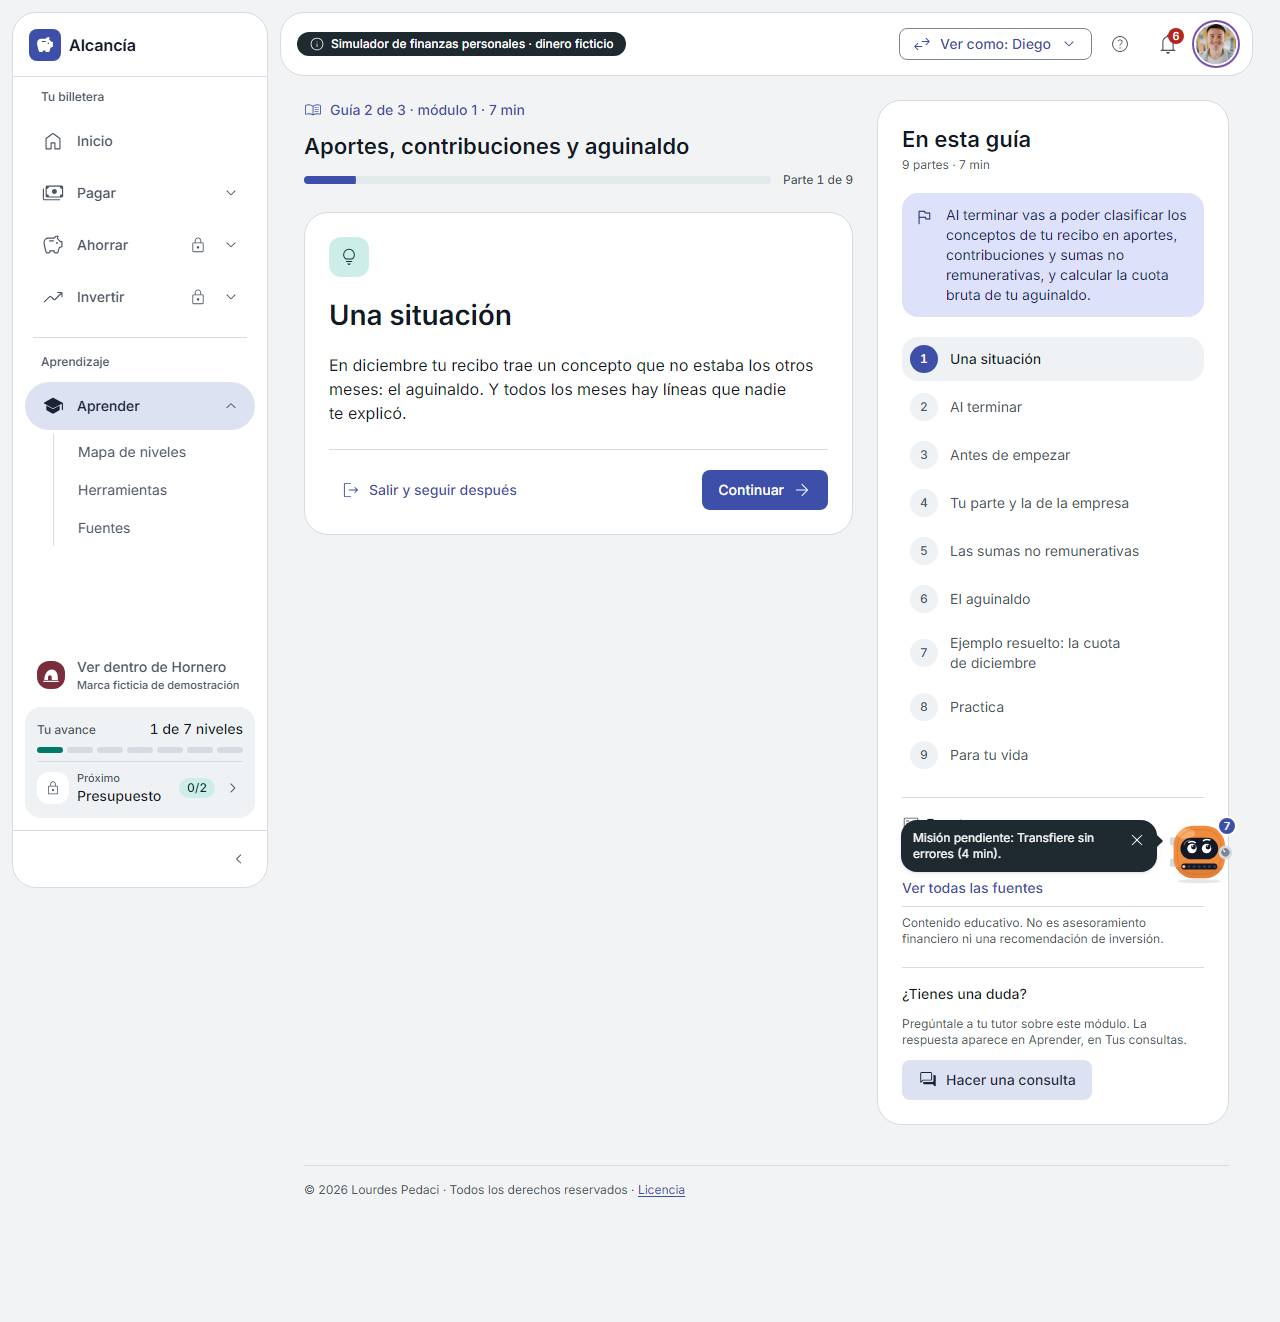 Alcancía
Tu billetera
Inicio
Pagar
Ahorrar
Invertir
Aprendizaje
Aprender
Mapa de niveles
Herramientas
Fuentes
Ver dentro de Hornero
Marca ficticia de demostración
Tu avance
1 de 7 niveles
Próximo
Presupuesto
0/2
Simulador de finanzas personales · dinero ficticio
Ver como: Diego
6
Guía 2 de 3 · módulo 1 · 7 min
Aportes, contribuciones y aguinaldo
Parte 1 de 9
Una situación
En diciembre tu recibo trae un concepto que no estaba los otros
meses: el aguinaldo. Y todos los meses hay líneas que nadie
te explicó.
Salir y seguir después
Continuar
En esta guía
9 partes · 7 min
Al terminar vas a poder clasificar los
conceptos de tu recibo en aportes,
contribuciones y sumas no
remunerativas, y calcular la cuota
bruta de tu aguinaldo.
1 Una situación
2 Al terminar
3 Antes de empezar
4 Tu parte y la de la empresa
5 Las sumas no remunerativas
6 El aguinaldo
7 Ejemplo resuelto: la cuota
de diciembre
8 Practica
9 Para tu vida
Misión pendiente: Transfiere sin
errores (4 min).
7
Ver todas las fuentes
Contenido educativo. No es asesoramiento
financiero ni una recomendación de inversión.
¿Tienes una duda?
Pregúntale a tu tutor sobre este módulo. La
respuesta aparece en Aprender, en Tus consultas.
Hacer una consulta
© 2026 Lourdes Pedaci · Todos los derechos reservados · Licencia